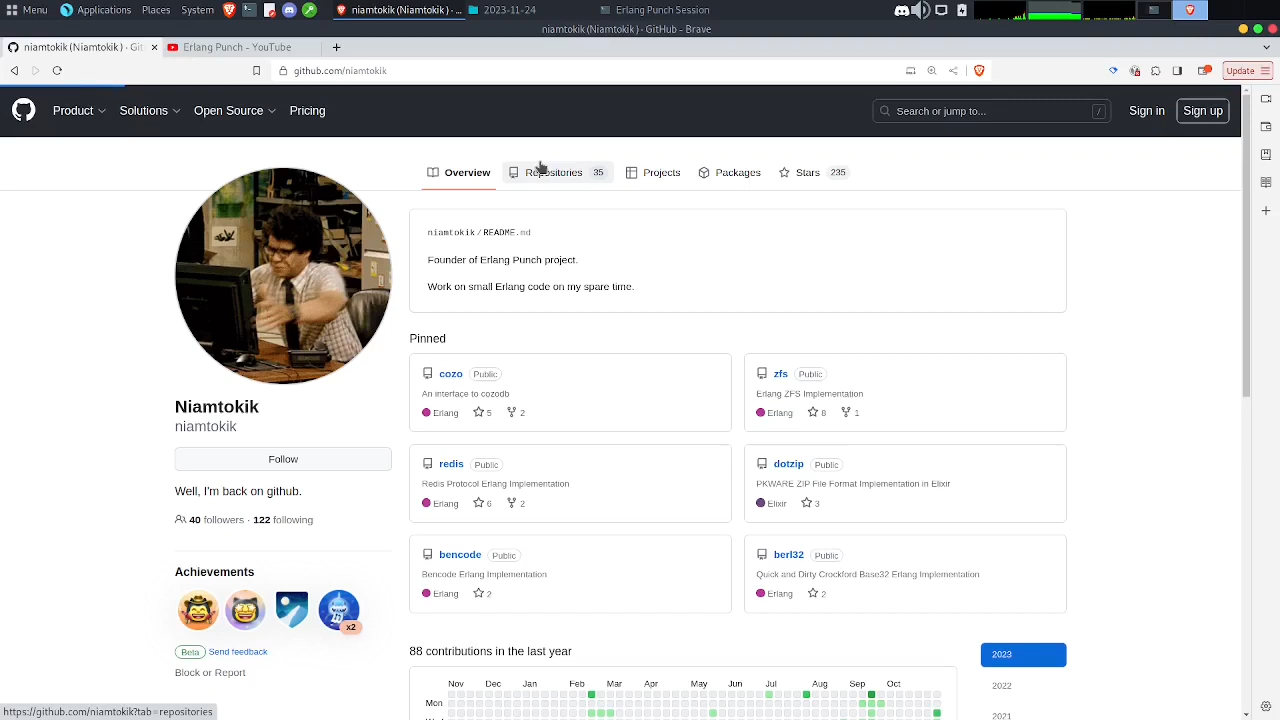 Menu Applications Places System niamtokik (Niamtokik) - ... 2023-11-24 Erlang Punch Session
niamtokik (Niamtokik) · GitHub - Brave
niamtokik (Niamtokik) · Git Erlang Punch - YouTube
github.com/niamtokik Update
Product Solutions Open Source Pricing Search or jump to... / Sign in Sign up
Overview Repositories 35 Projects Packages Stars 235
niamtokik/README.md
Founder of Erlang Punch project.
Work on small Erlang code on my spare time.
Pinned
cozo Public
An interface to cozodb
Erlang 5 2
zfs Public
Erlang ZFS Implementation
Erlang 8 1
redis Public
Redis Protocol Erlang Implementation
Erlang 6 2
dotzip Public
PKWARE ZIP File Format Implementation in Elixir
Elixir 3
bencode Public
Bencode Erlang Implementation
Erlang 2
berl32 Public
Quick and Dirty Crockford Base32 Erlang Implementation
Erlang 2
Niamtokik
niamtokik
Follow
Well, I'm back on github.
40 followers · 122 following
Achievements
x2
Beta Send feedback
Block or Report
88 contributions in the last year
Nov Dec Jan Feb Mar Apr May Jun Jul Aug Sep Oct
Mon
2023
2022
2021
https://github.com/niamtokik?tab=repositories